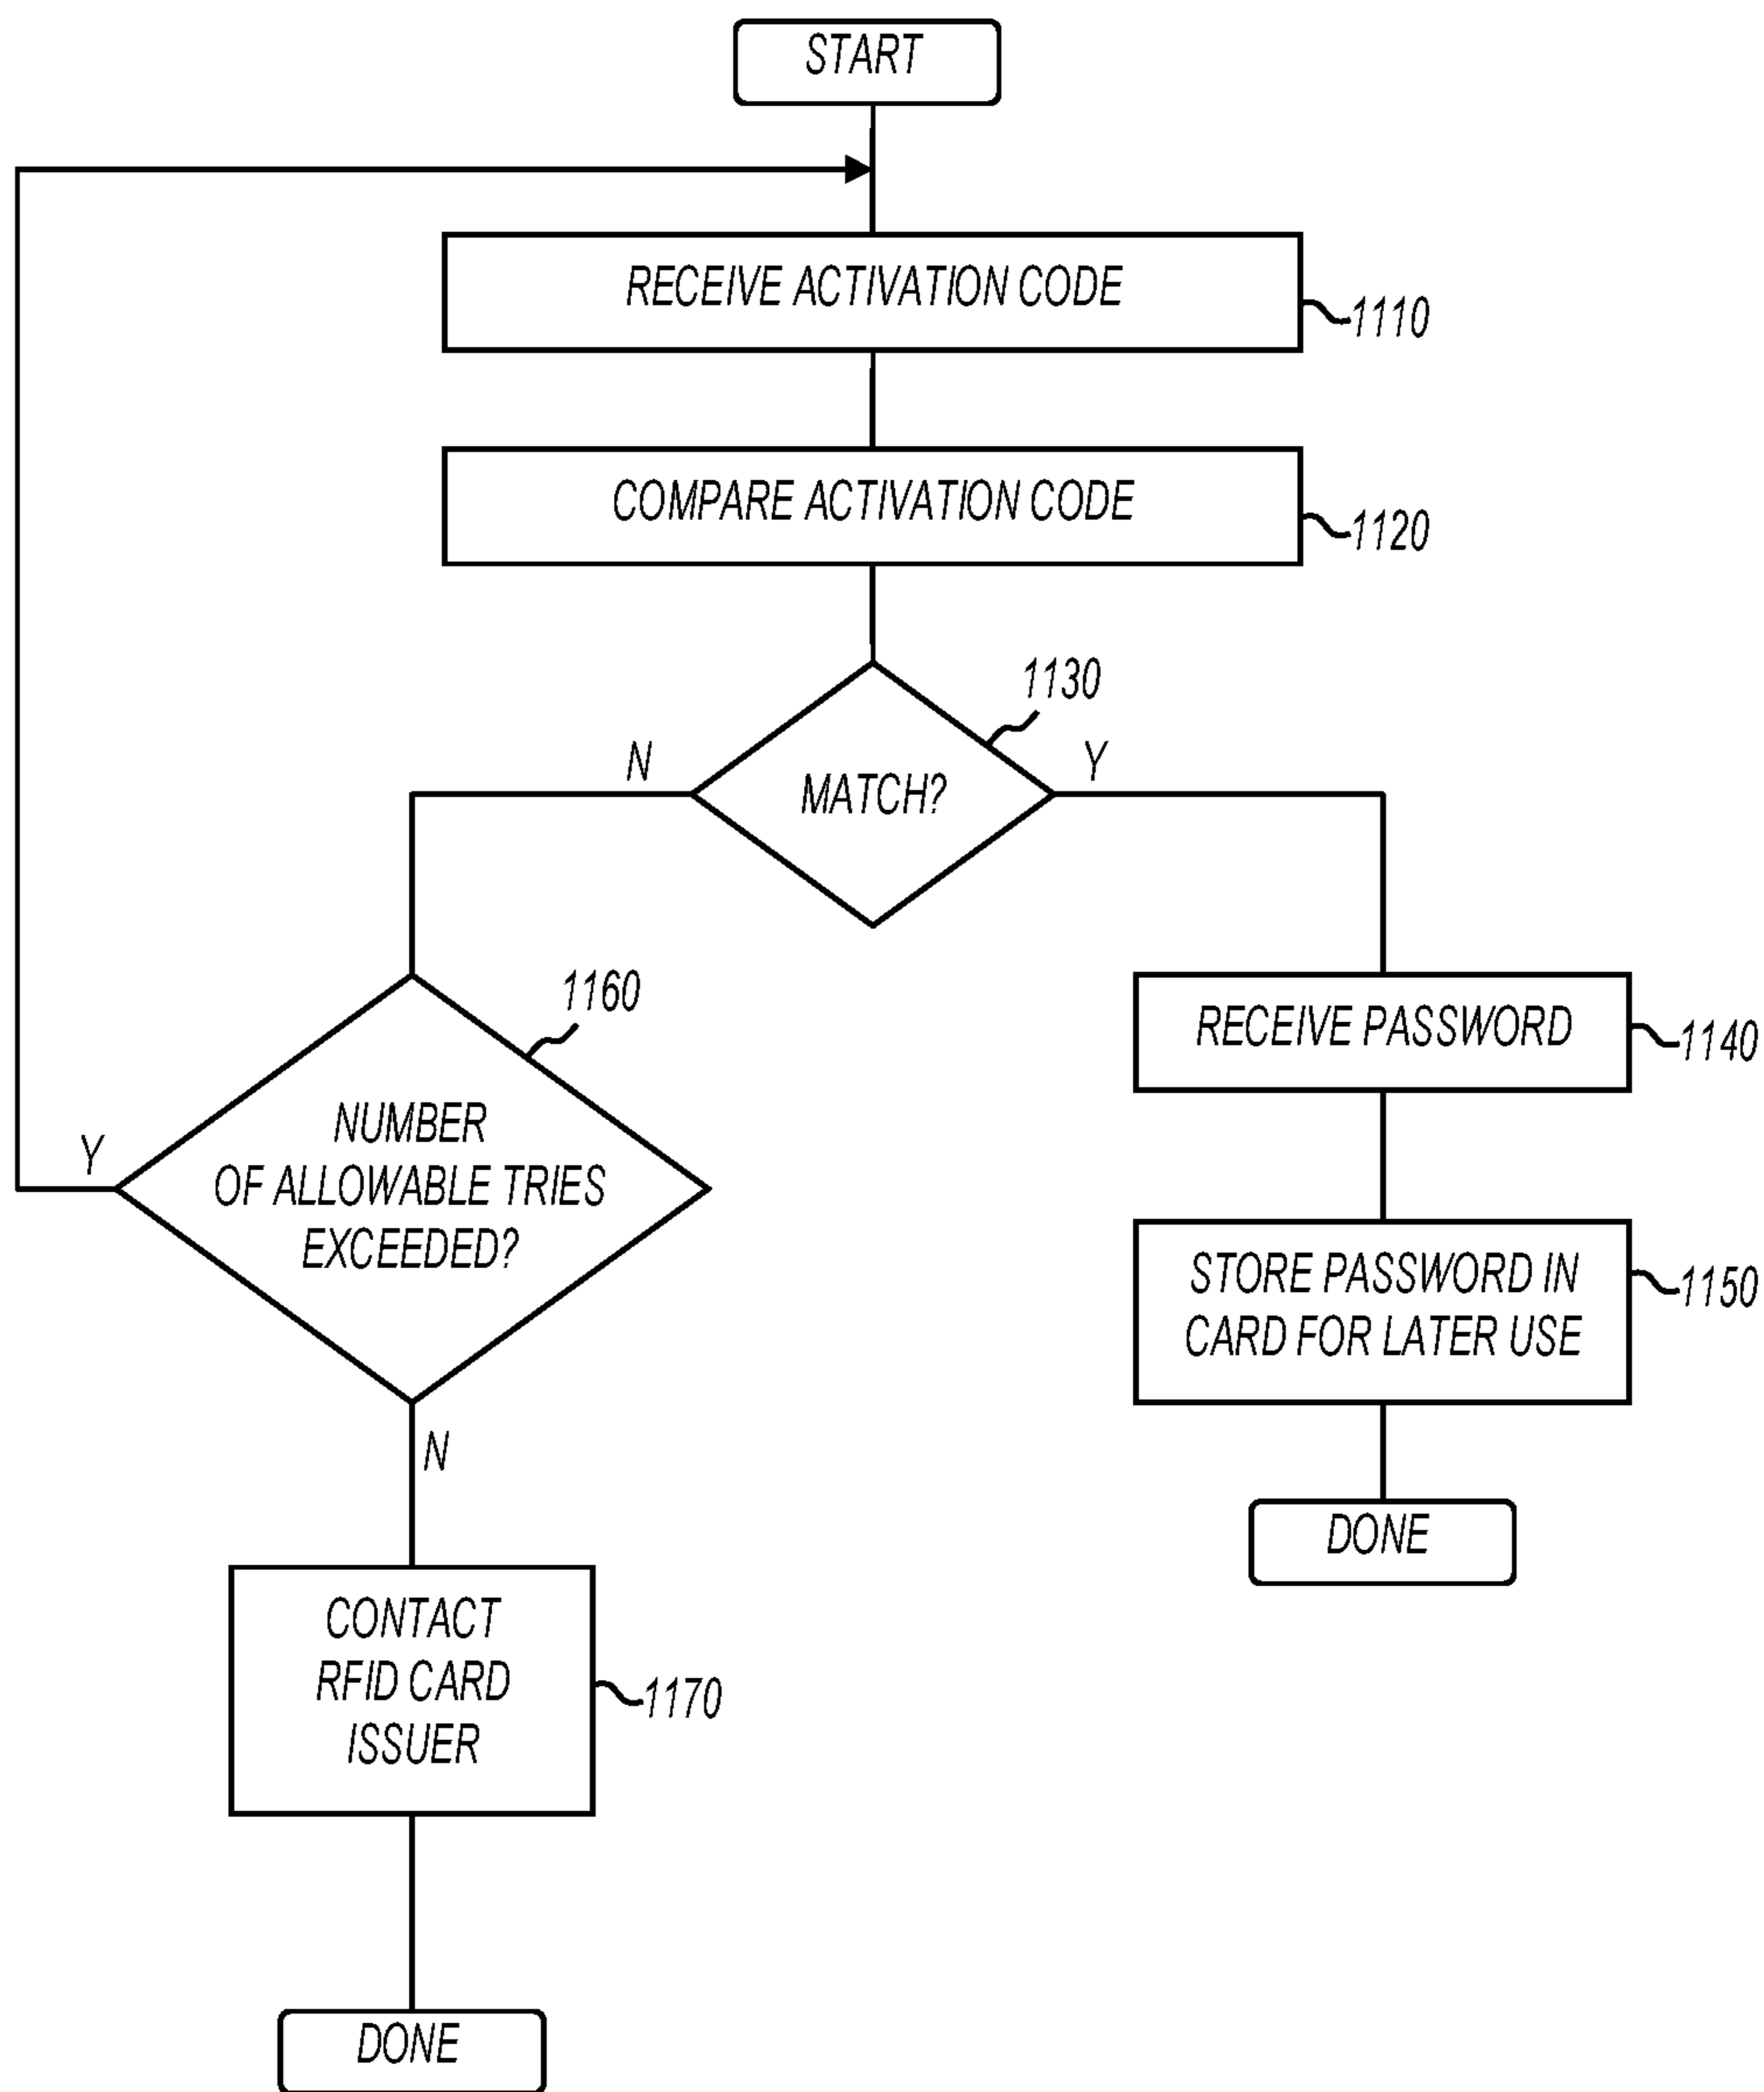 START
RECEIVE ACTIVATION CODE
1110
COMPARE ACTIVATION CODE
1120
1130
N
Y
MATCH?
1160
RECEIVE PASSWORD
1140
NUMBER
OF ALLOWABLE TRIES
EXCEEDED?
Y
STORE PASSWORD IN
CARD FOR LATER USE
1150
N
DONE
CONTACT
RFID CARD
ISSUER
1170
DONE